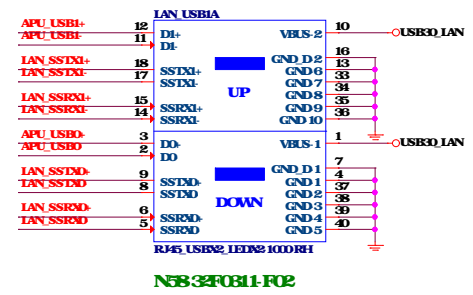 LAN_USB1A
APU_USB1+ 12 D1+ VBUS-2 10 USB30_LAN
APU_USB1- 11 D1-
GND_D2 16
LAN_SSTX1+ 18 SSTX1+ GND6 13
LAN_SSTX1- 17 SSTX1- GND7 33
UP GND8 34
LAN_SSRX1+ 15 SSRX1+ GND9 35
LAN_SSRX1- 14 SSRX1- GND10 36
APU_USB0+ 3 D0+ VBUS-1 1 USB30_LAN
APU_USB0 2 D0
GND_D1 7
LAN_SSTX0+ 9 SSTX0+ GND1 4
LAN_SSTX0 8 SSTX0 GND2 37
DOWN GND3 38
LAN_SSRX0+ 6 SSRX0+ GND4 39
LAN_SSRX0 5 SSRX0 GND5 40
RJ45_USBX2_LEDX2 1000 RH
N58-32F0311-F02